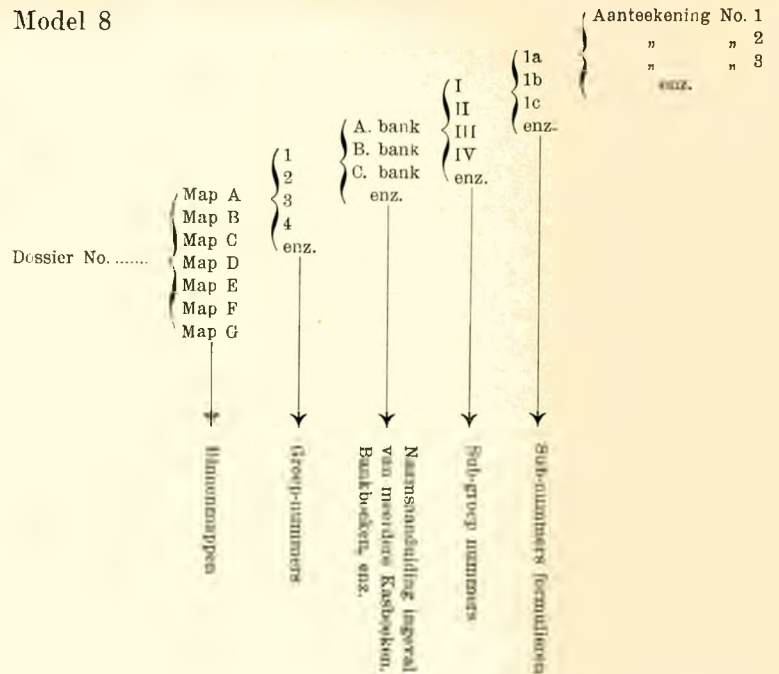 Model 8
Dossier No. .......
Map A
Map B
Map C
Map D
Map E
Map F
Map G
1
2
3
4
enz.
A. bank
B. bank
C. bank
enz.
I
II
III
IV
enz.
1a
1b
1c
enz.
Aanteekening No. 1
„ „ 2
„ „ 3
enz.
Binnenmappen
Groep-nummers
Naamsaanduiding ingeval
van meerdere Kasboeken,
Bankboeken, enz.
Sub-groep nummers
Sub-nummers formulieren